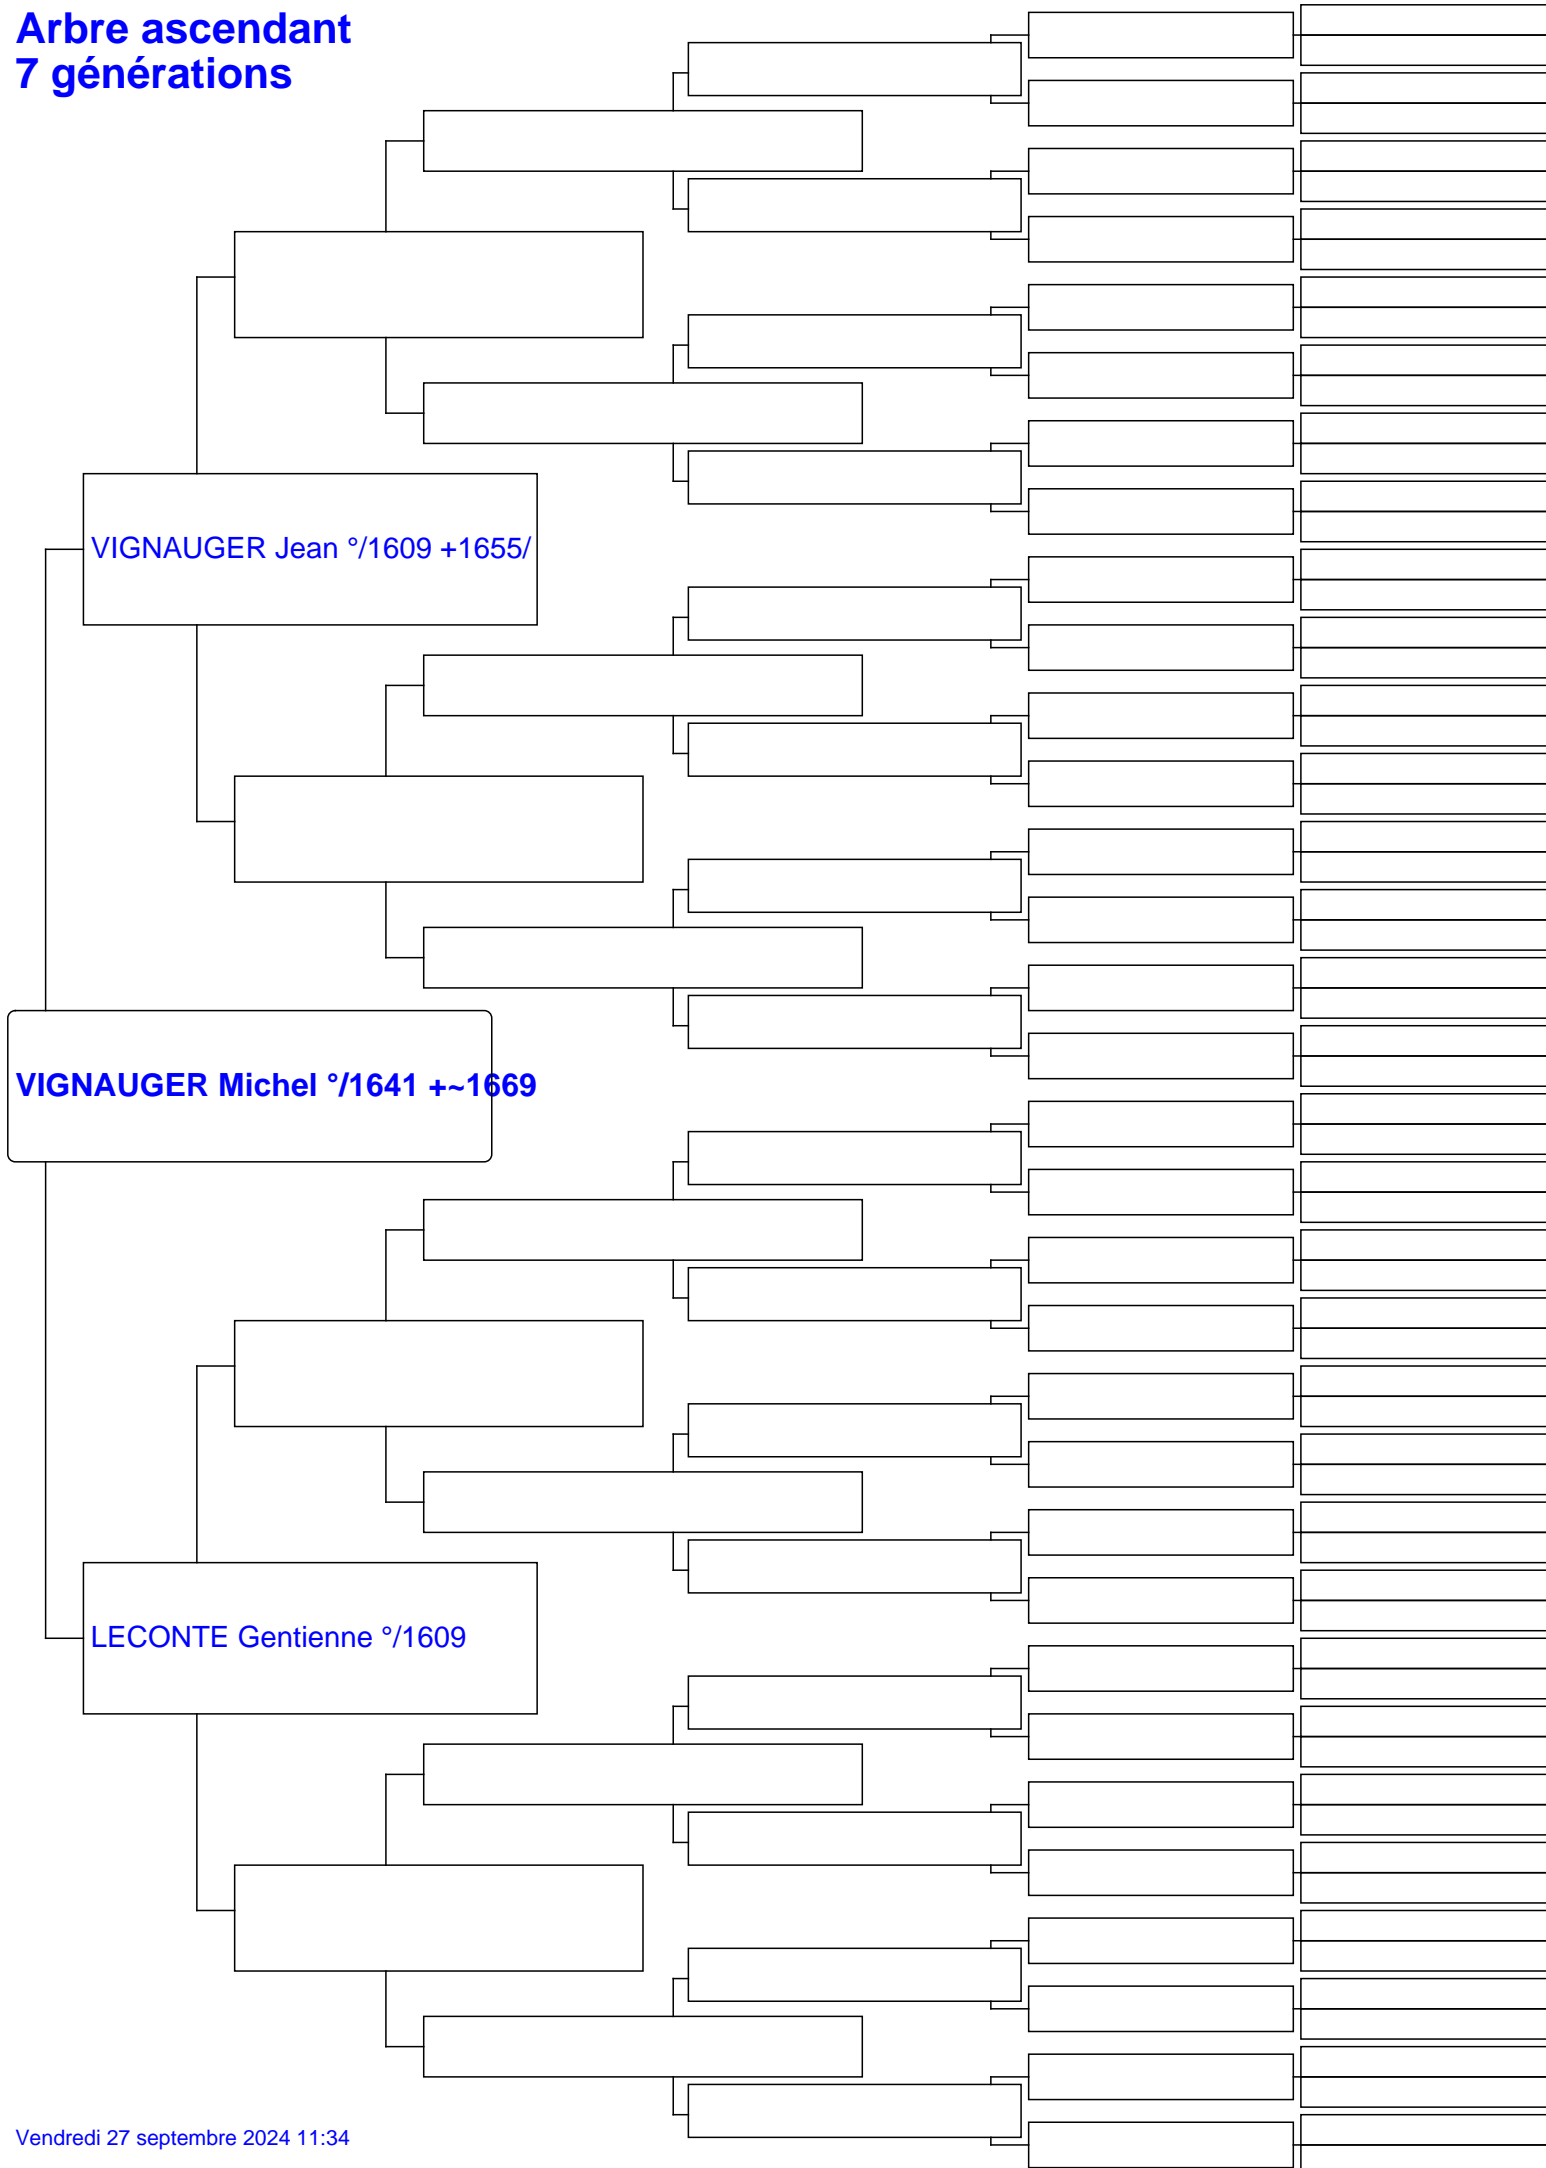 Arbre ascendant
7 générations
VIGNAUGER Jean °/1609 +1655/
VIGNAUGER Michel °/1641 +~1669
LECONTE Gentienne °/1609
Vendredi 27 septembre 2024 11:34